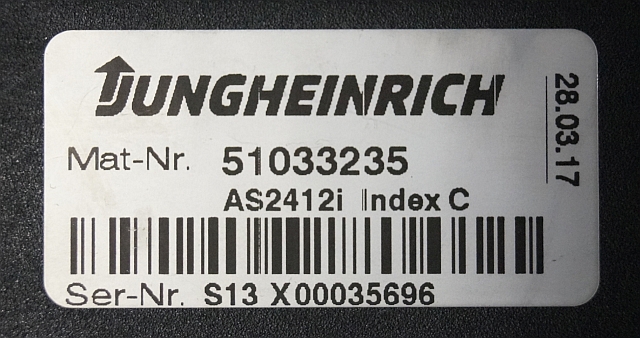 JUNGHEINRICH
28.03.17
Mat-Nr. 51033235
AS2412i Index C
Ser-Nr. S13 X00035696